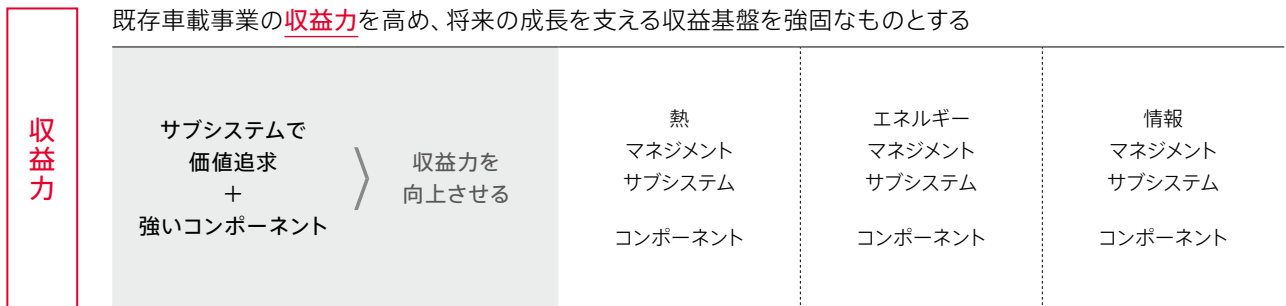 収益力
既存車載事業の収益力を高め、将来の成長を支える収益基盤を強固なものとする
サブシステムで
価値追求
+
強いコンポーネント
収益力を
向上させる
熱
マネジメント
サブシステム
コンポーネント
エネルギー
マネジメント
サブシステム
コンポーネント
情報
マネジメント
サブシステム
コンポーネント